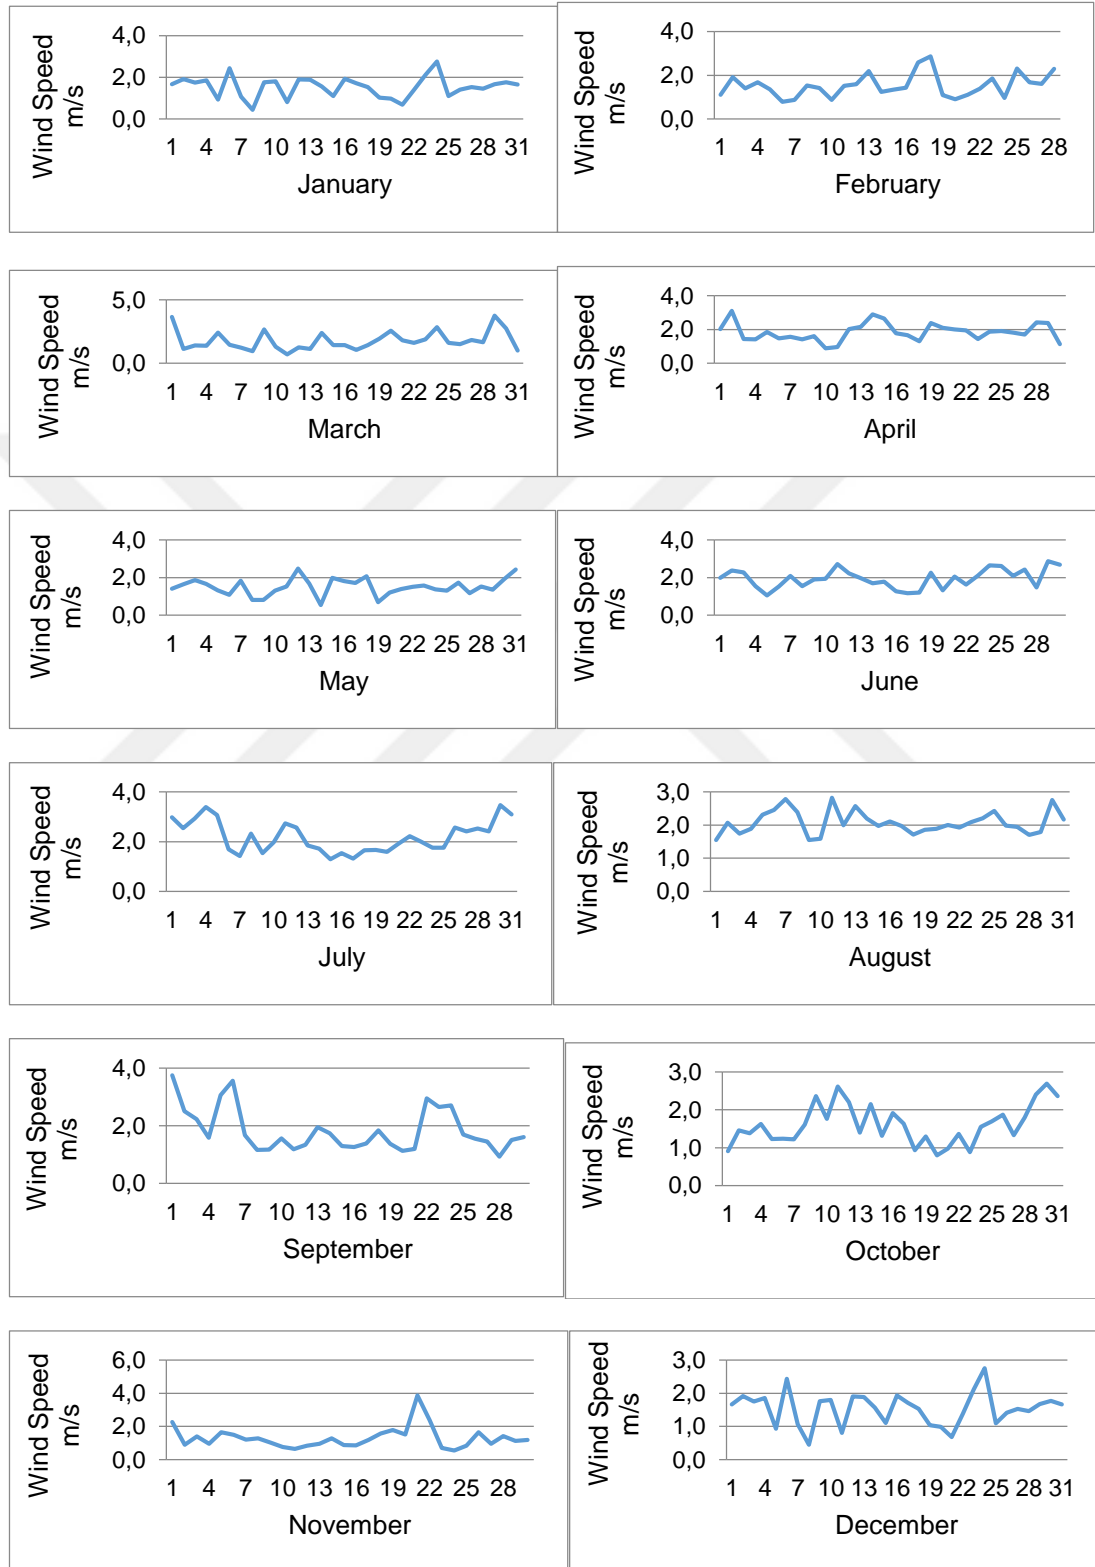 Wind Speed
m/s
4,0
2,0
0,0
1 4 7 10 13 16 19 22 25 28 31
January
Wind Speed
m/s
4,0
2,0
0,0
1 4 7 10 13 16 19 22 25 28
February
Wind Speed
m/s
5,0
0,0
1 4 7 10 13 16 19 22 25 28 31
March
Wind Speed
m/s
4,0
2,0
0,0
1 4 7 10 13 16 19 22 25 28
April
Wind Speed
m/s
4,0
2,0
0,0
1 4 7 10 13 16 19 22 25 28 31
May
Wind Speed
m/s
4,0
2,0
0,0
1 4 7 10 13 16 19 22 25 28
June
Wind Speed
m/s
4,0
2,0
0,0
1 4 7 10 13 16 19 22 25 28 31
July
Wind Speed
m/s
3,0
2,0
1,0
0,0
1 4 7 10 13 16 19 22 25 28 31
August
Wind Speed
m/s
4,0
2,0
0,0
1 4 7 10 13 16 19 22 25 28
September
Wind Speed
m/s
3,0
2,0
1,0
0,0
1 4 7 10 13 16 19 22 25 28 31
October
Wind Speed
m/s
6,0
4,0
2,0
0,0
1 4 7 10 13 16 19 22 25 28
November
Wind Speed
m/s
3,0
2,0
1,0
0,0
1 4 7 10 13 16 19 22 25 28 31
December